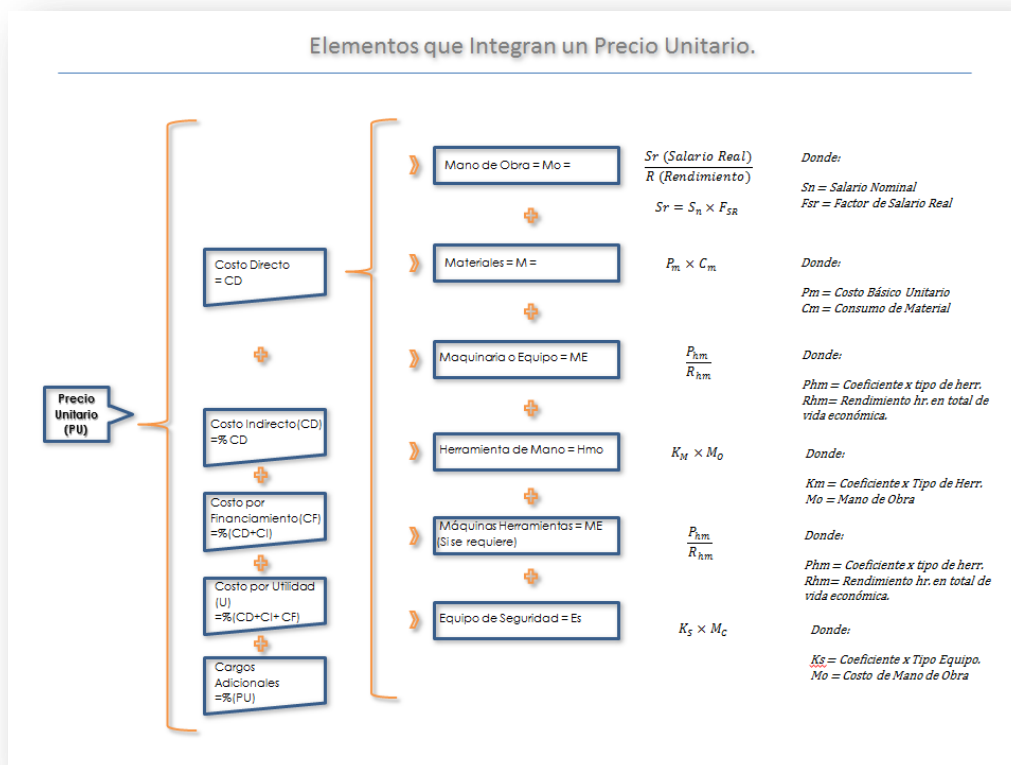 Elementos que Integran un Precio Unitario.
Precio
Unitario
(PU)
Costo Directo
= CD
Costo Indirecto(CD)
=% CD
Costo por
Financiamiento(CF)
=%(CD+CI)
Costo por Utilidad
(U)
=%(CD+CI+ CF)
Cargos
Adicionales
=%(PU)
Mano de Obra = Mo =
Sr (Salario Real)
R (Rendimiento)
Sr = Sn × FSR
Donde:
Sn = Salario Nominal
Fsr = Factor de Salario Real
Materiales = M =
Pm × Cm
Donde:
Pm = Costo Básico Unitario
Cm = Consumo de Material
Maquinaria o Equipo = ME
Phm
Rhm
Donde:
Phm = Coeficiente x tipo de herr.
Rhm= Rendimiento hr. en total de
vida económica.
Herramienta de Mano = Hmo
KM × MO
Donde:
Km = Coeficiente x Tipo de Herr.
Mo = Mano de Obra
Máquinas Herramientas = ME
(Si se requiere)
Phm
Rhm
Donde:
Phm = Coeficiente x tipo de herr.
Rhm= Rendimiento hr. en total de
vida económica.
Equipo de Seguridad = Es
KS × MC
Donde:
Ks = Coeficiente x Tipo Equipo.
Mo = Costo de Mano de Obra